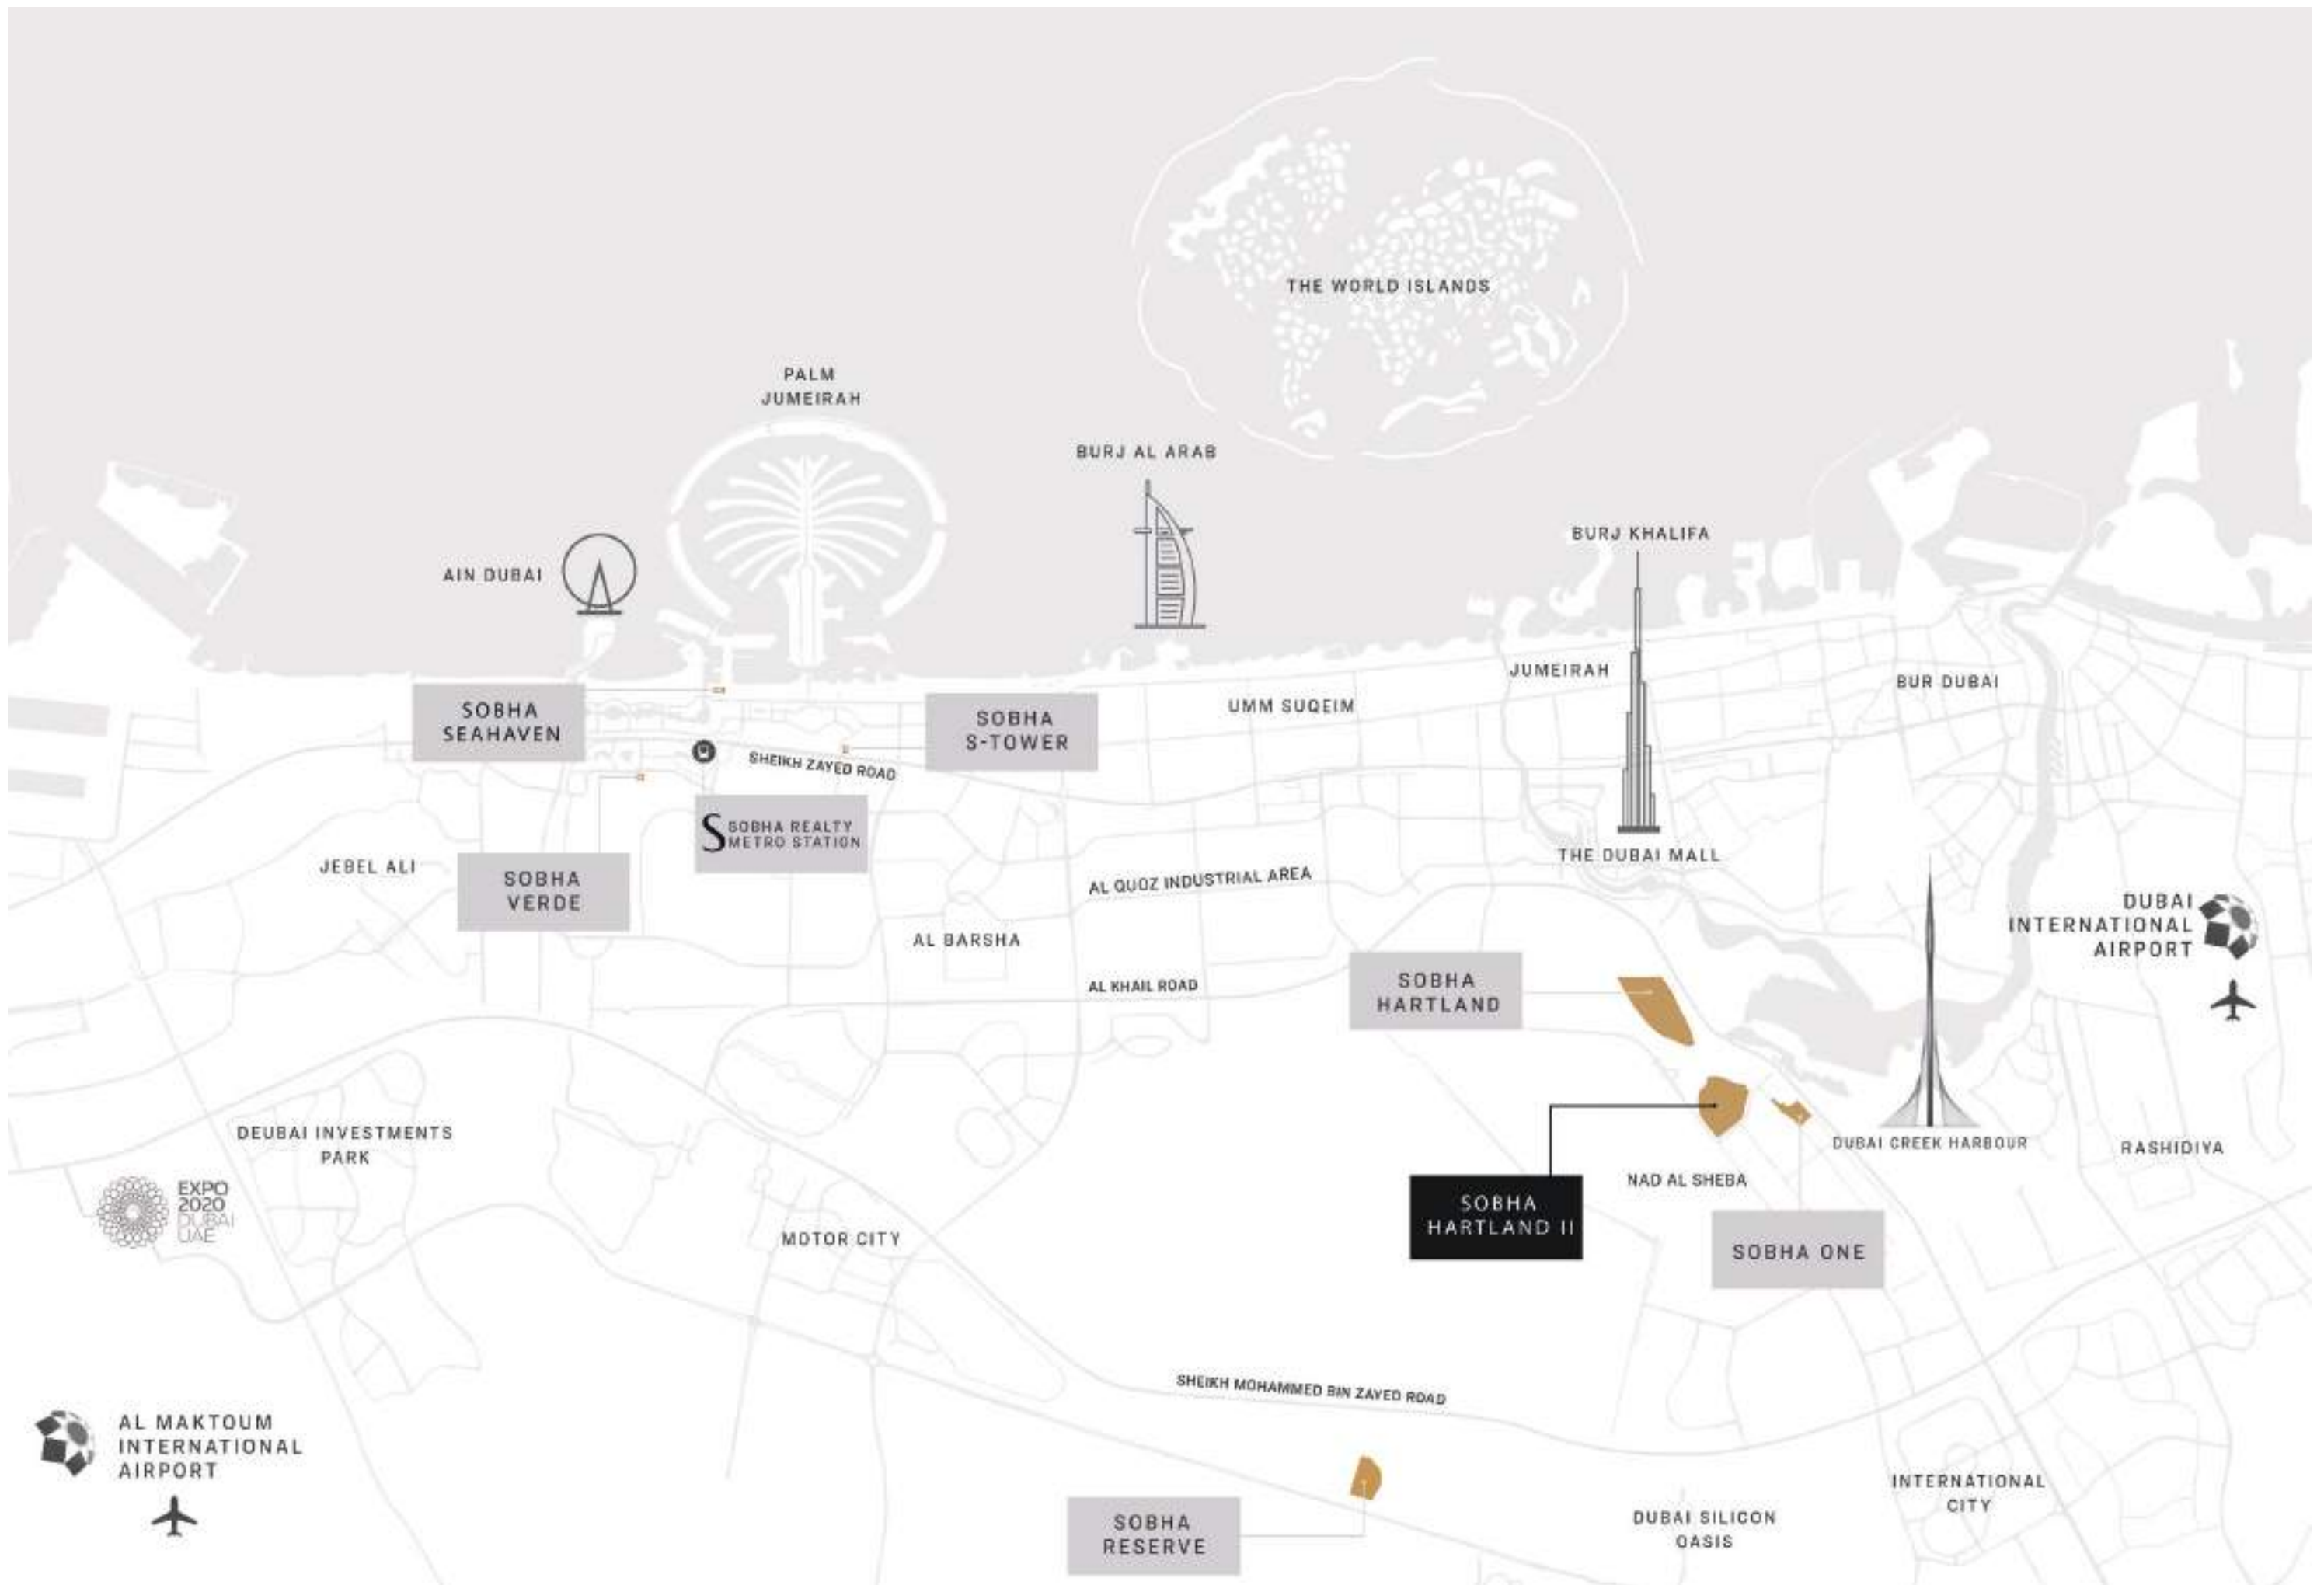 THE WORLD ISLANDS
PALM
JUMEIRAH
BURJ AL ARAB
BURJ KHALIFA
AIN DUBAI
JUMEIRAH
BUR DUBAI
SOBHA
SEAHAVEN
SOBHA
S-TOWER
UMM SUQEIM
SHEIKH ZAYED ROAD
S SOBHA REALTY
METRO STATION
JEBEL ALI
SOBHA
VERDE
THE DUBAI MALL
AL QUOZ INDUSTRIAL AREA
DUBAI
INTERNATIONAL
AIRPORT
AL BARSHA
AL KHAIL ROAD
SOBHA
HARTLAND
DEUBAI INVESTMENTS
PARK
DUBAI CREEK HARBOUR
RASHIDIYA
NAD AL SHEBA
EXPO
2020
DUBAI
UAE
SOBHA
HARTLAND II
MOTOR CITY
SOBHA ONE
SHEIKH MOHAMMED BIN ZAYED ROAD
AL MAKTOUM
INTERNATIONAL
AIRPORT
INTERNATIONAL
CITY
SOBHA
RESERVE
DUBAI SILICON
OASIS